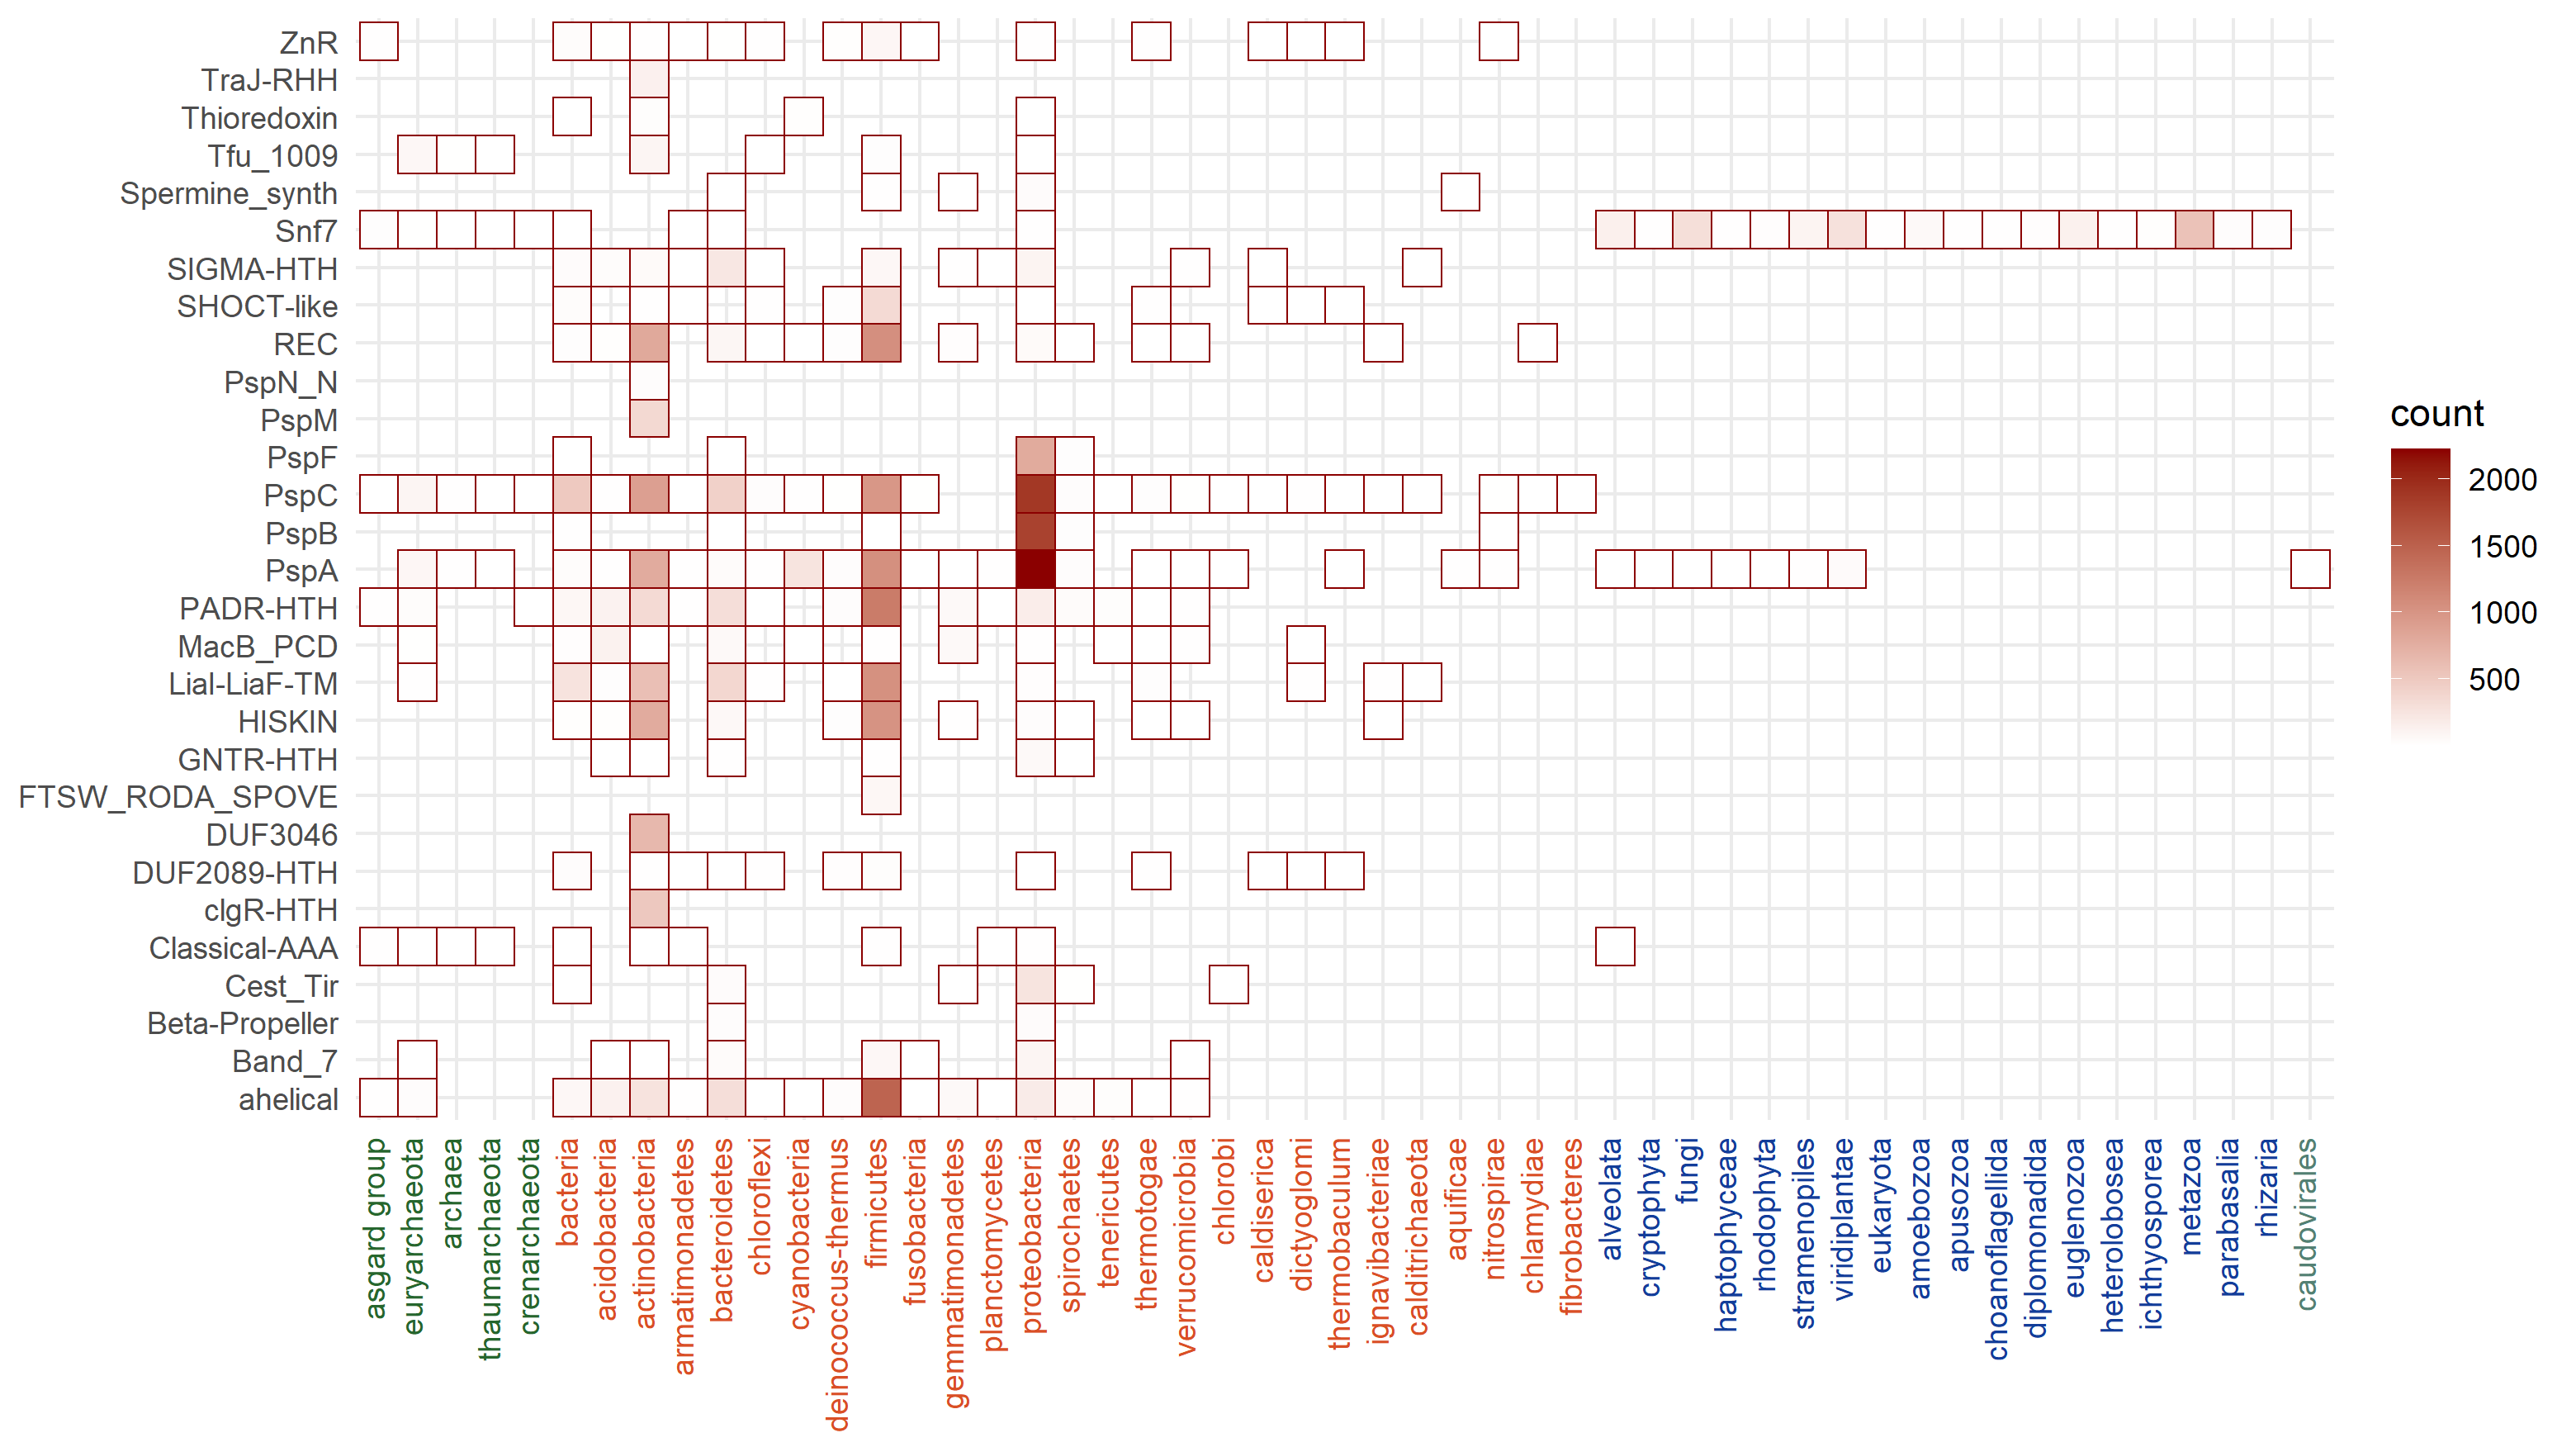 ZnR
TraJ-RHH
Thioredoxin
Tfu_1009
Spermine_synth
Snf7
SIGMA-HTH
SHOCT-like
REC
PspN_N
PspM
PspF
PspC
PspB
PspA
PADR-HTH
MacB_PCD
LiaI-LiaF-TM
HISKIN
GNTR-HTH
FTSW_RODA_SPOVE
DUF3046
DUF2089-HTH
clgR-HTH
Classical-AAA
Cest_Tir
Beta-Propeller
Band_7
ahelical
asgard group
euryarchaeota
archaea
thaumarchaeota
crenarchaeota
bacteria
acidobacteria
actinobacteria
armatimonadetes
bacteroidetes
chloroflexi
cyanobacteria
deinococcus-thermus
firmicutes
fusobacteria
gemmatimonadetes
planctomycetes
proteobacteria
spirochaetes
tenericutes
thermotogae
verrucomicrobia
chlorobi
caldiserica
dictyoglomi
thermobaculum
ignavibacteriae
calditrichaeota
aquificae
nitrospirae
chlamydiae
fibrobacteres
alveolata
cryptophyta
fungi
haptophyceae
rhodophyta
stramenopiles
viridiplantae
eukaryota
amoebozoa
apusozoa
choanoflagellida
diplomonadida
euglenozoa
heterolobosea
ichthyosporea
metazoa
parabasalia
rhizaria
caudovirales
count
2000
1500
1000
500